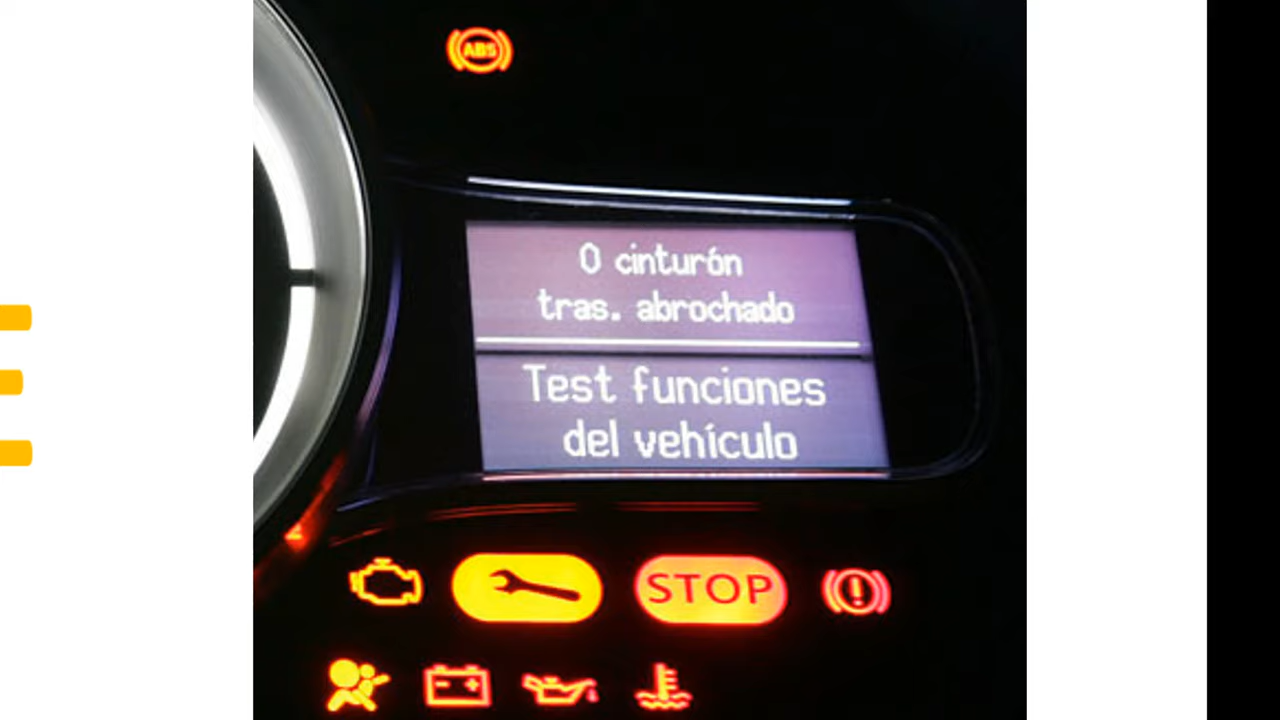 ABS
0 cinturón
tras. abrochado
Test funciones
del vehículo
STOP